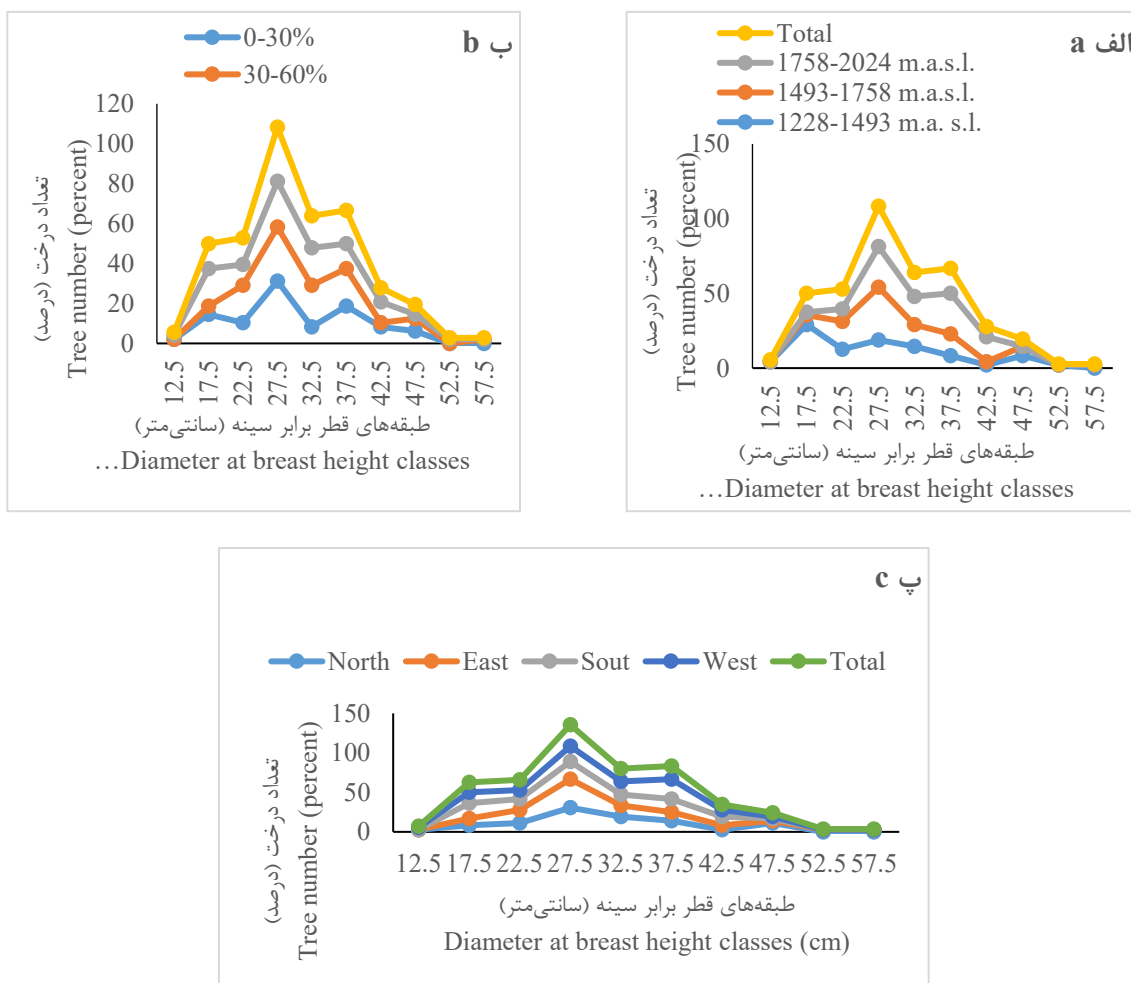 ب b
0-30%
30-60%
120
100
80
60
40
20
0
تعداد درخت (درصد)
Tree number (percent)
12.5 17.5 22.5 27.5 32.5 37.5 42.5 47.5 52.5 57.5
طبقه‌های قطر برابر سینه (سانتی‌متر)
Diameter at breast height classes…
الف a
Total
1758-2024 m.a.s.l.
1493-1758 m.a.s.l.
1228-1493 m.a. s.l.
150
100
50
0
تعداد درخت (درصد)
Tree number (percent)
12.5 17.5 22.5 27.5 32.5 37.5 42.5 47.5 52.5 57.5
طبقه‌های قطر برابر سینه (سانتی‌متر)
Diameter at breast height classes…
پ c
North East Sout West Total
150
100
50
0
تعداد درخت (درصد)
Tree number (percent)
12.5 17.5 22.5 27.5 32.5 37.5 42.5 47.5 52.5 57.5
طبقه‌های قطر برابر سینه (سانتی‌متر)
Diameter at breast height classes (cm)